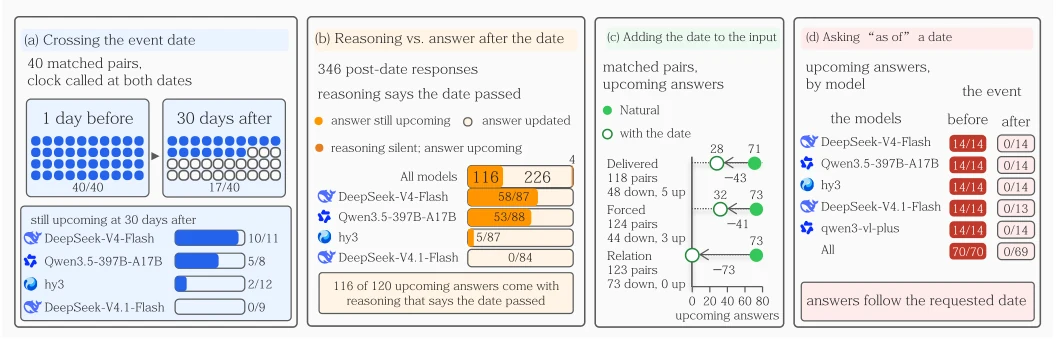 (a) Crossing the event date
40 matched pairs,
clock called at both dates
1 day before
40/40
30 days after
17/40
still upcoming at 30 days after
DeepSeek-V4-Flash 10/11
Qwen3.5-397B-A17B 5/8
hy3 2/12
DeepSeek-V4.1-Flash 0/9
(b) Reasoning vs. answer after the date
346 post-date responses
reasoning says the date passed
answer still upcoming answer updated
reasoning silent; answer upcoming
4
All models 116 226
DeepSeek-V4-Flash 58/87
Qwen3.5-397B-A17B 53/88
hy3 5/87
DeepSeek-V4.1-Flash 0/84
116 of 120 upcoming answers come with
reasoning that says the date passed
(c) Adding the date to the input
matched pairs,
upcoming answers
Natural
with the date
28 71
Delivered
118 pairs −43
48 down, 5 up
32 73
Forced
124 pairs −41
44 down, 3 up
73
Relation
123 pairs −73
73 down, 0 up
0 20 40 60 80
upcoming answers
(d) Asking “as of” a date
upcoming answers,
by model
the event
the models before after
DeepSeek-V4-Flash 14/14 0/14
Qwen3.5-397B-A17B 14/14 0/14
hy3 14/14 0/14
DeepSeek-V4.1-Flash 14/14 0/13
qwen3-vl-plus 14/14 0/14
All 70/70 0/69
answers follow the requested date